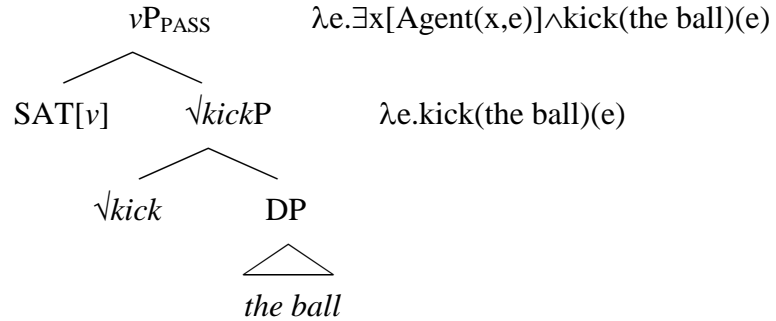 vP_PASS λe.∃x[Agent(x,e)]∧kick(the ball)(e)
SAT[v] √kickP λe.kick(the ball)(e)
√kick DP
the ball